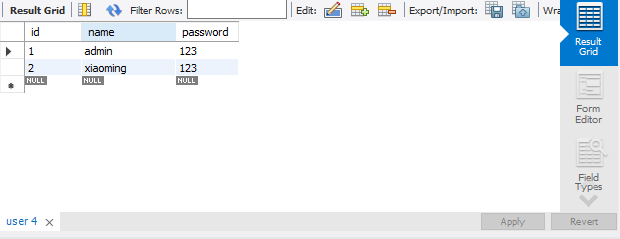 Result Grid Filter Rows: Edit: Export/Import: Wra
id name password
1 admin 123
2 xiaoming 123
NULL NULL NULL
Result
Grid
Form
Editor
Field
Types
user 4
Apply Revert